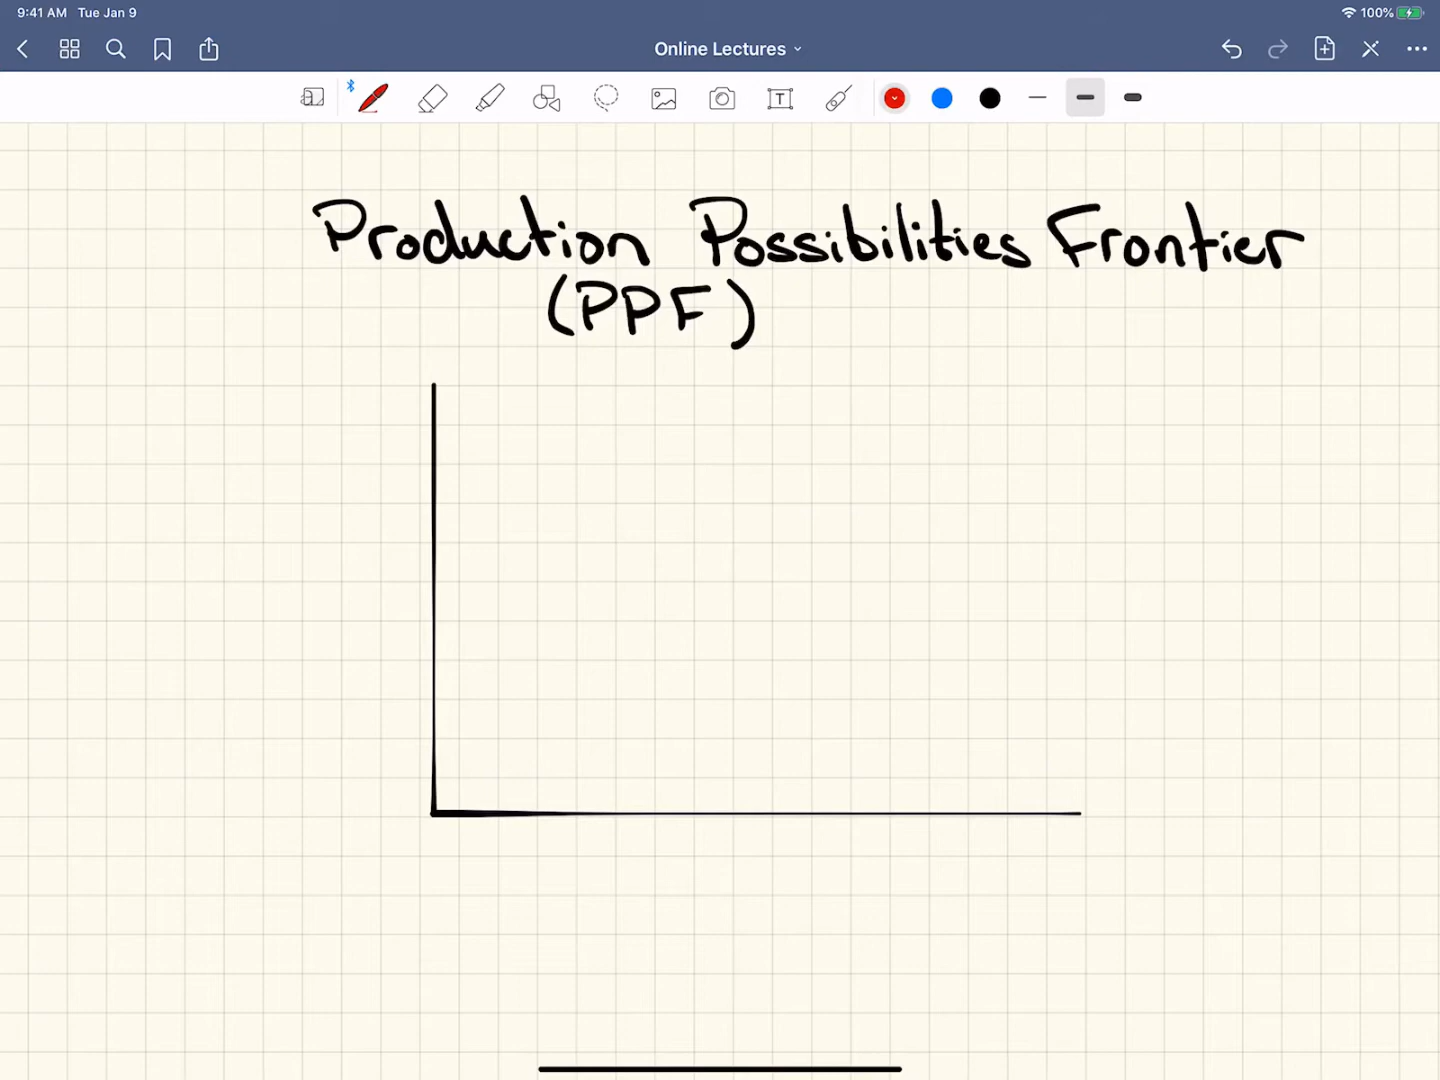 9:41 AM Tue Jan 9
100%
Online Lectures
T
Production Possibilities Frontier
(PPF)